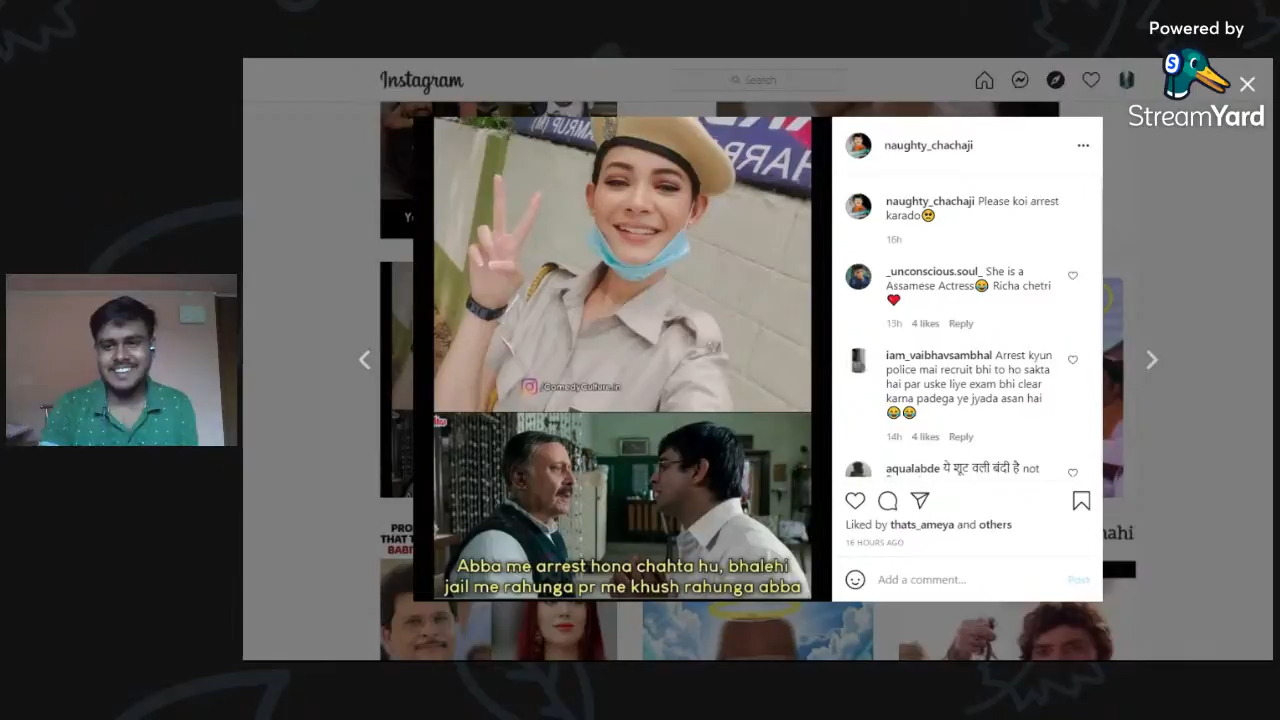 Powered by
StreamYard
Instagram
Search
naughty_chachaji
naughty_chachaji Please koi arrest
karado🥺
16h
_unconscious.soul_ She is a
Assamese Actress😂 Richa chetri
❤️
13h 4 likes Reply
iam_vaibhavsambhal Arrest kyun
police mai recruit bhi to ho sakta
hai par uske liye exam bhi clear
karna padega ye jyada asan hai
😂😂
14h 4 likes Reply
aqualabde ये शूट वली बंदी है not
Liked by thats_ameya and others
16 HOURS AGO
Add a comment...
Post
/ComedyCulture.in
Abba me arrest hona chahta hu, bhalehi
jail me rahunga pr me khush rahunga abba
PRO
THAT T
BABI
nahi